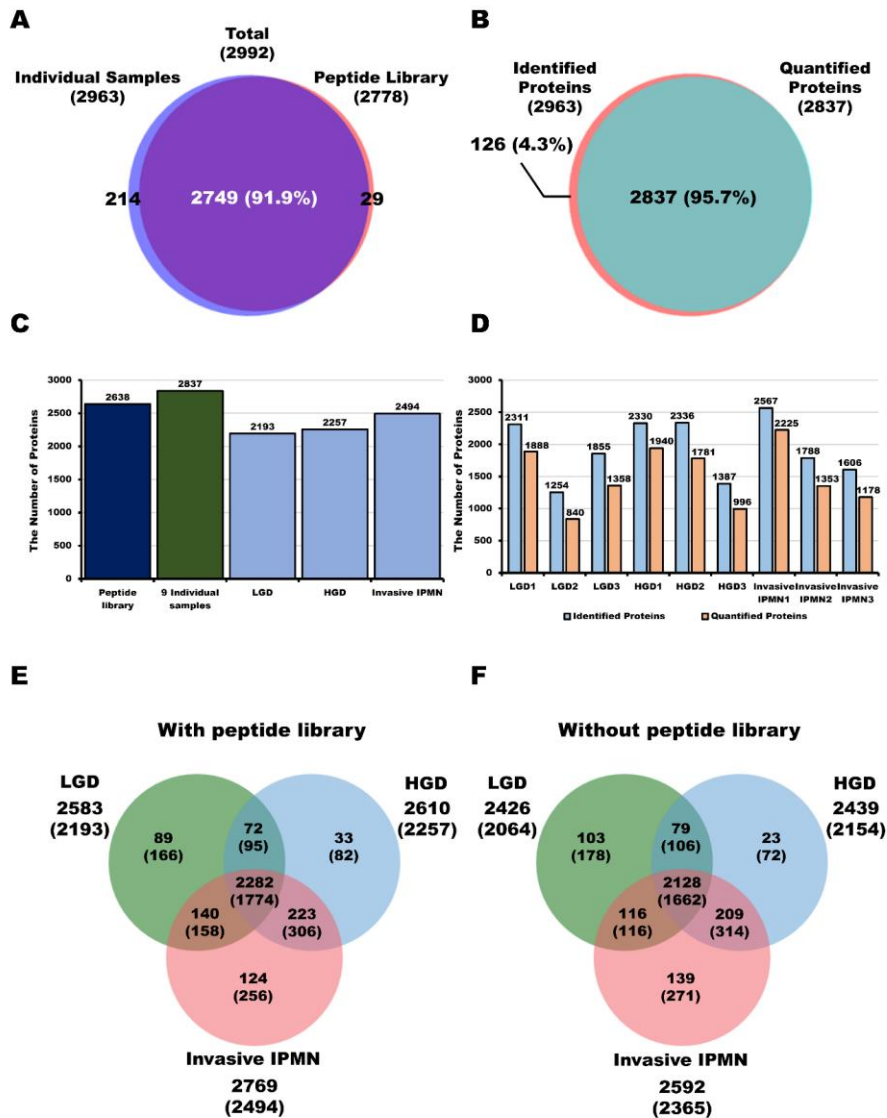 A
Total
(2992)
Individual Samples
(2963)
Peptide Library
(2778)
214
2749 (91.9%)
29
B
Identified
Proteins
(2963)
Quantified
Proteins
(2837)
126 (4.3%)
2837 (95.7%)
C
The Number of Proteins
3000
2500
2000
1500
1000
500
0
2638
2837
2193
2257
2494
Peptide
library
9 Individual
samples
LGD
HGD
Invasive IPMN
D
The Number of Proteins
3000
2500
2000
1500
1000
500
0
2311
1888
1254
840
1855
1358
2330
1940
2336
1781
1387
996
2567
2225
1788
1353
1606
1178
LGD1
LGD2
LGD3
HGD1
HGD2
HGD3
Invasive
IPMN1
Invasive
IPMN2
Invasive
IPMN3
Identified Proteins
Quantified Proteins
E
With peptide library
LGD
2583
(2193)
HGD
2610
(2257)
89
(166)
72
(95)
33
(82)
2282
(1774)
140
(158)
223
(306)
124
(256)
Invasive IPMN
2769
(2494)
F
Without peptide library
LGD
2426
(2064)
HGD
2439
(2154)
103
(178)
79
(106)
23
(72)
2128
(1662)
116
(116)
209
(314)
139
(271)
Invasive IPMN
2592
(2365)